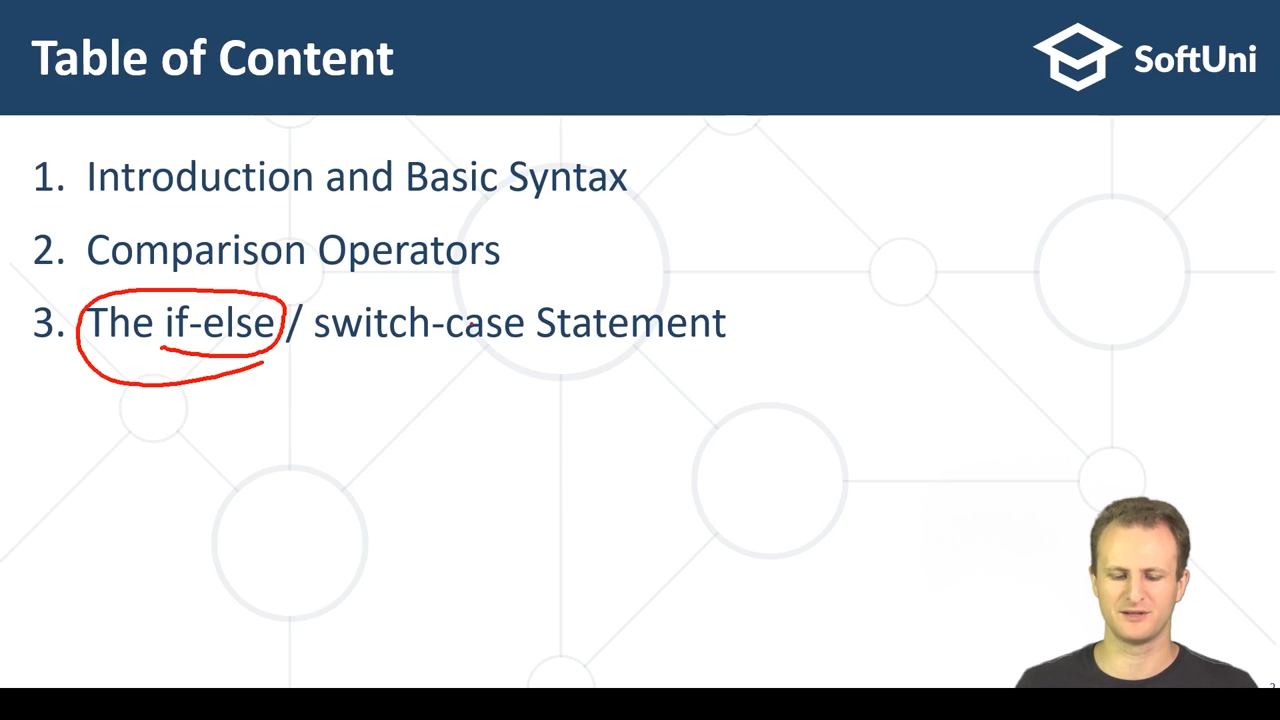 Table of Content
SoftUni
1. Introduction and Basic Syntax
2. Comparison Operators
3. The if-else / switch-case Statement